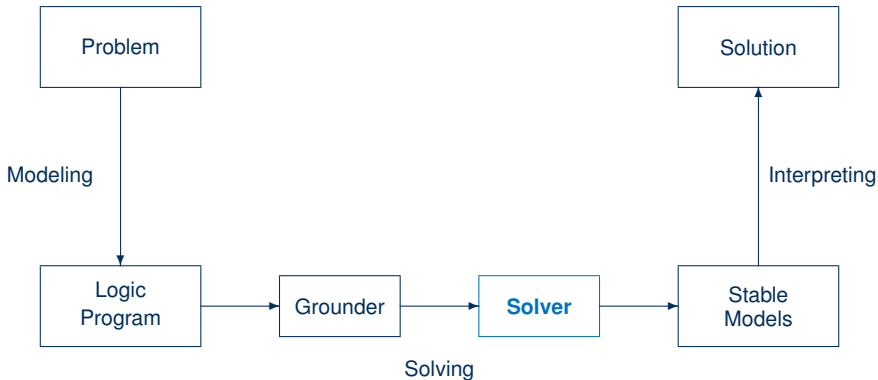 Problem
Solution
Modeling
Interpreting
Logic
Program
Grounder
Solver
Stable
Models
Solving